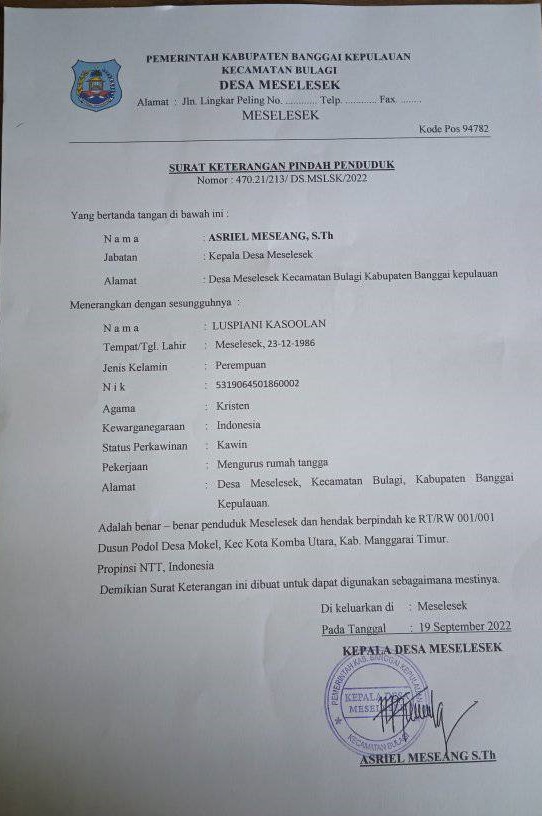 PEMERINTAH KABUPATEN BANGGAI KEPULAUAN
KECAMATAN BULAGI
DESA MESELESEK
Alamat : Jln. Lingkar Peling No. ............ Telp. ............ Fax. ........
MESELESEK
Kode Pos 94782
SURAT KETERANGAN PINDAH PENDUDUK
Nomor : 470.21/213/ DS.MSLSK/2022
Yang bertanda tangan di bawah ini :
N a m a : ASRIEL MESEANG, S.Th
Jabatan : Kepala Desa Meselesek
Alamat : Desa Meselesek Kecamatan Bulagi Kabupaten Banggai kepulauan
Menerangkan dengan sesungguhnya :
N a m a : LUSPIANI KASOOLAN
Tempat/Tgl. Lahir : Meselesek, 23-12-1986
Jenis Kelamin : Perempuan
N i k : 5319064501860002
Agama : Kristen
Kewarganegaraan : Indonesia
Status Perkawinan : Kawin
Pekerjaan : Mengurus rumah tangga
Alamat : Desa Meselesek, Kecamatan Bulagi, Kabupaten Banggai
Kepulauan.
Adalah benar – benar penduduk Meselesek dan hendak berpindah ke RT/RW 001/001
Dusun Podol Desa Mokel, Kec Kota Komba Utara, Kab. Manggarai Timur.
Propinsi NTT, Indonesia
Demikian Surat Keterangan ini dibuat untuk dapat digunakan sebagaimana mestinya.
Di keluarkan di : Meselesek
Pada Tanggal : 19 September 2022
KEPALA DESA MESELESEK
PEMERINTAH KAB. BANGGAI KEPULAUAN
KEPALA DESA
KECAMATAN BULAGI
ASRIEL MESEANG S.Th